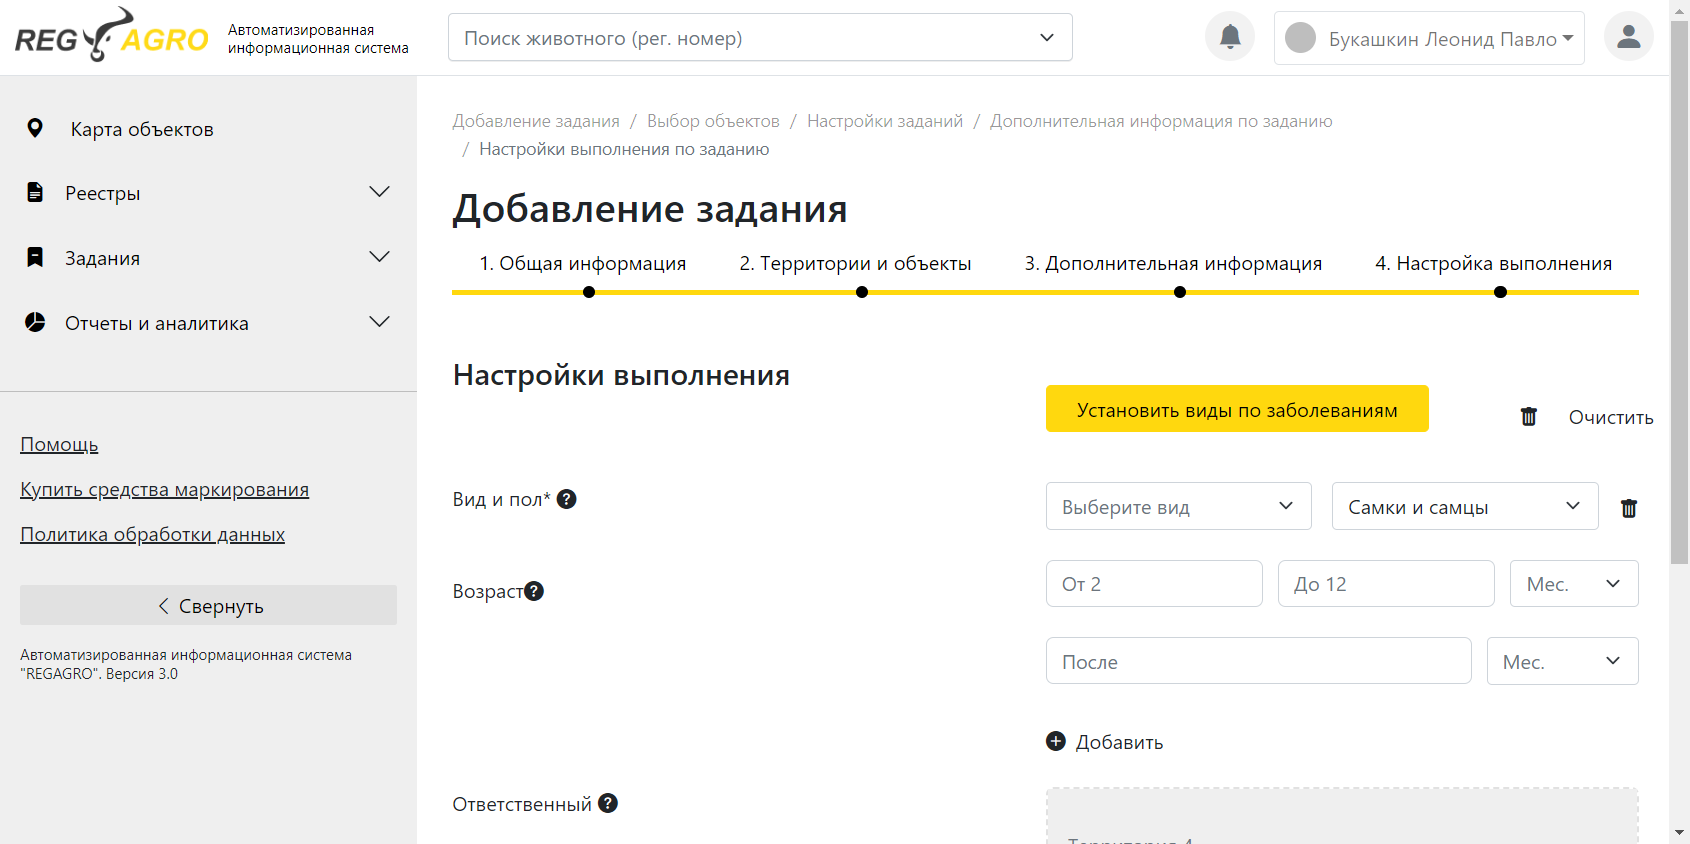 REG AGRO
Автоматизированная
информационная система
Поиск животного (рег. номер)
Букашкин Леонид Павло
Карта объектов
Реестры
Задания
Отчеты и аналитика
Помощь
Купить средства маркирования
Политика обработки данных
Свернуть
Автоматизированная информационная система
"REGAGRO". Версия 3.0
Добавление задания / Выбор объектов / Настройки заданий / Дополнительная информация по заданию
/ Настройки выполнения по заданию
Добавление задания
1. Общая информация 2. Территории и объекты 3. Дополнительная информация 4. Настройка выполнения
Настройки выполнения
Установить виды по заболеваниям Очистить
Вид и пол* ? Выберите вид Самки и самцы
Возраст ? От 2 До 12 Мес.
После Мес.
Добавить
Ответственный ?
Территория 4